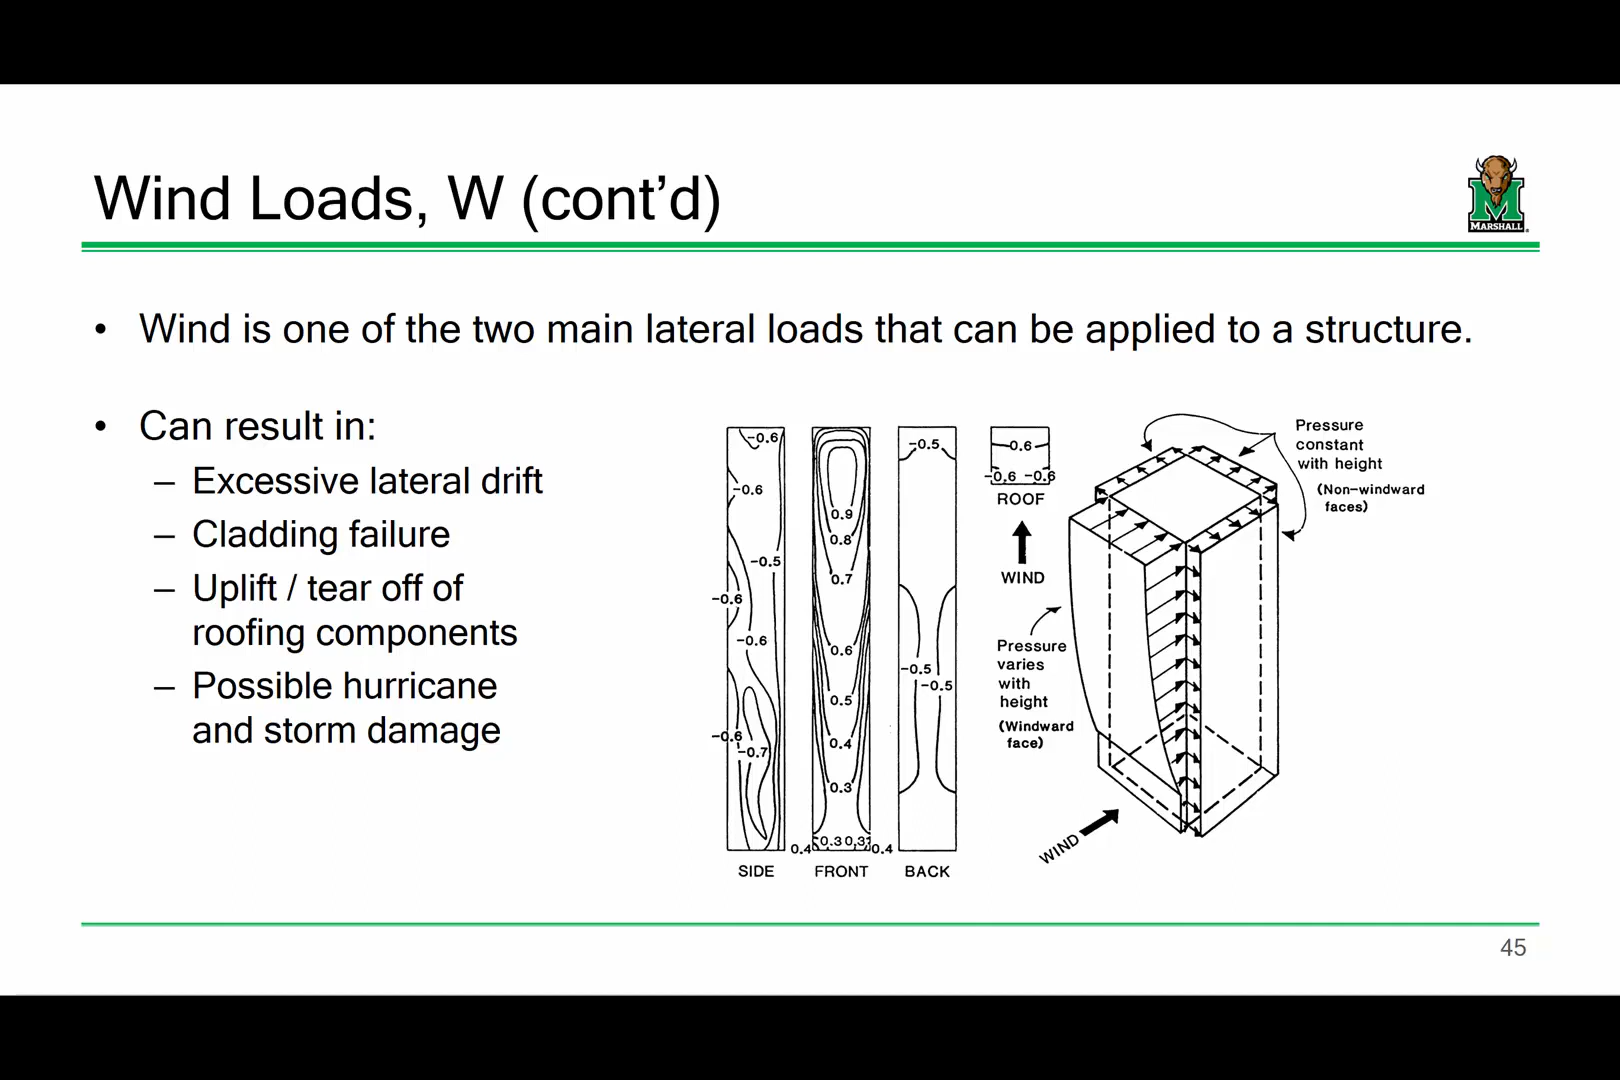 Wind Loads, W (cont’d)
MARSHALL
• Wind is one of the two main lateral loads that can be applied to a structure.
• Can result in:
– Excessive lateral drift
– Cladding failure
– Uplift / tear off of
roofing components
– Possible hurricane
and storm damage
-0.6
-0.6
-0.5
-0.6
-0.6
-0.6
-0.7
SIDE
0.9
0.8
0.7
0.6
0.5
0.4
0.3
0.4 0.3 0.3 0.4
FRONT
-0.5
-0.5
-0.5
BACK
-0.6
-0.6 -0.6
ROOF
WIND
Pressure
varies
with
height
(Windward
face)
WIND
Pressure
constant
with height
(Non-windward
faces)
45